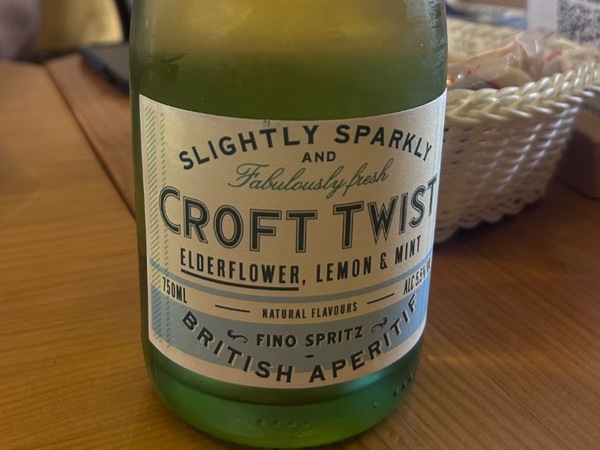 SLIGHTLY SPARKLY
AND
Fabulously fresh
CROFT TWIST
ELDERFLOWER, LEMON & MINT
750ML
NATURAL FLAVOURS
FINO SPRITZ
BRITISH APERITIF